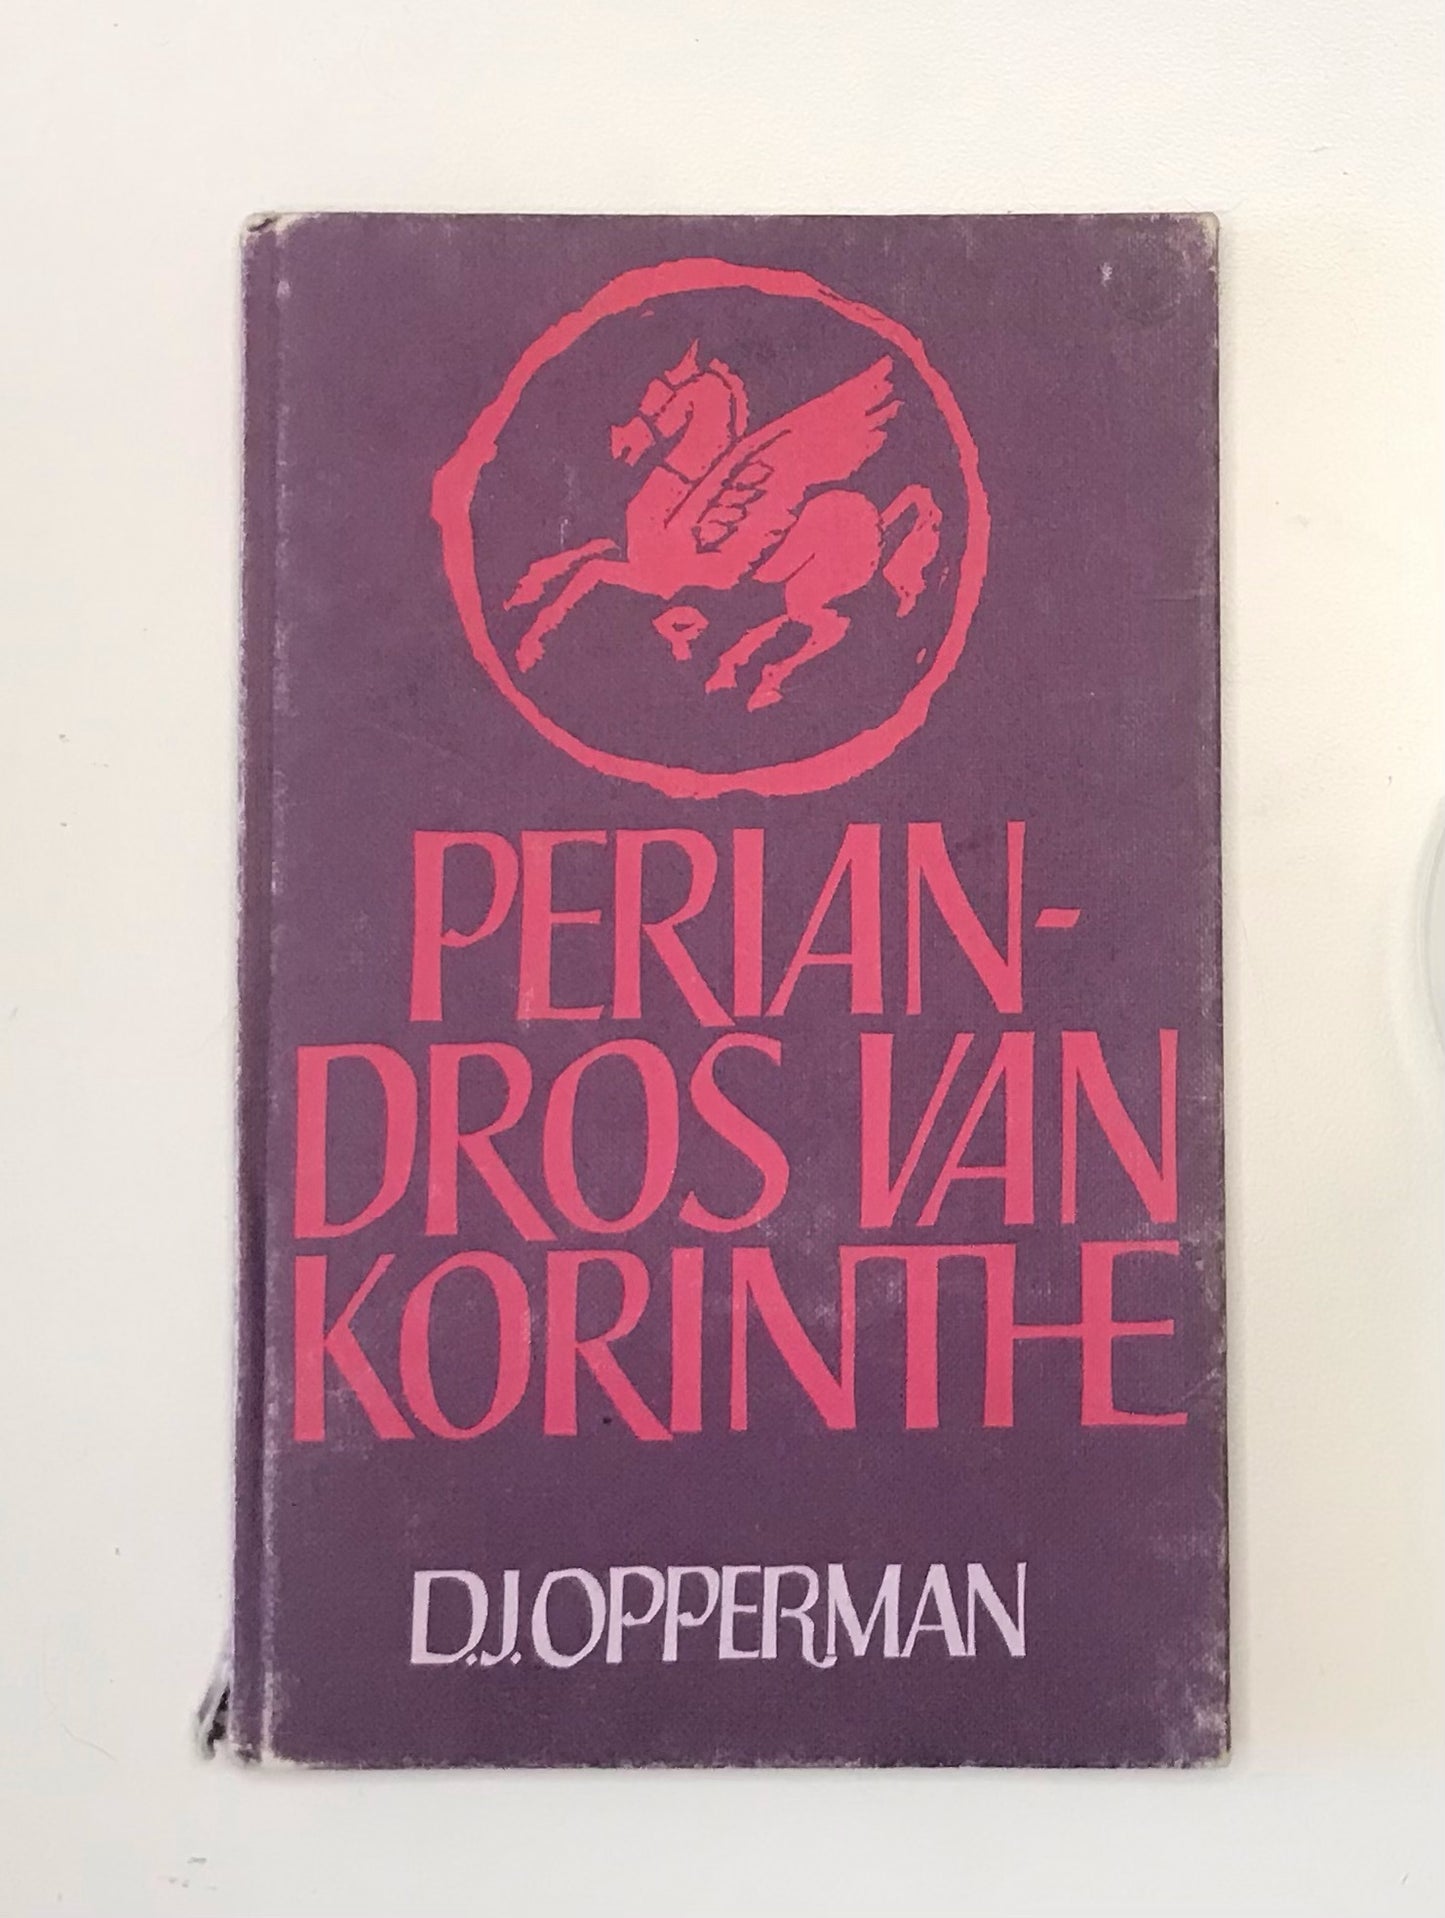 PERIAN-
DROS VAN
KORINTHE
D.J. OPPERMAN